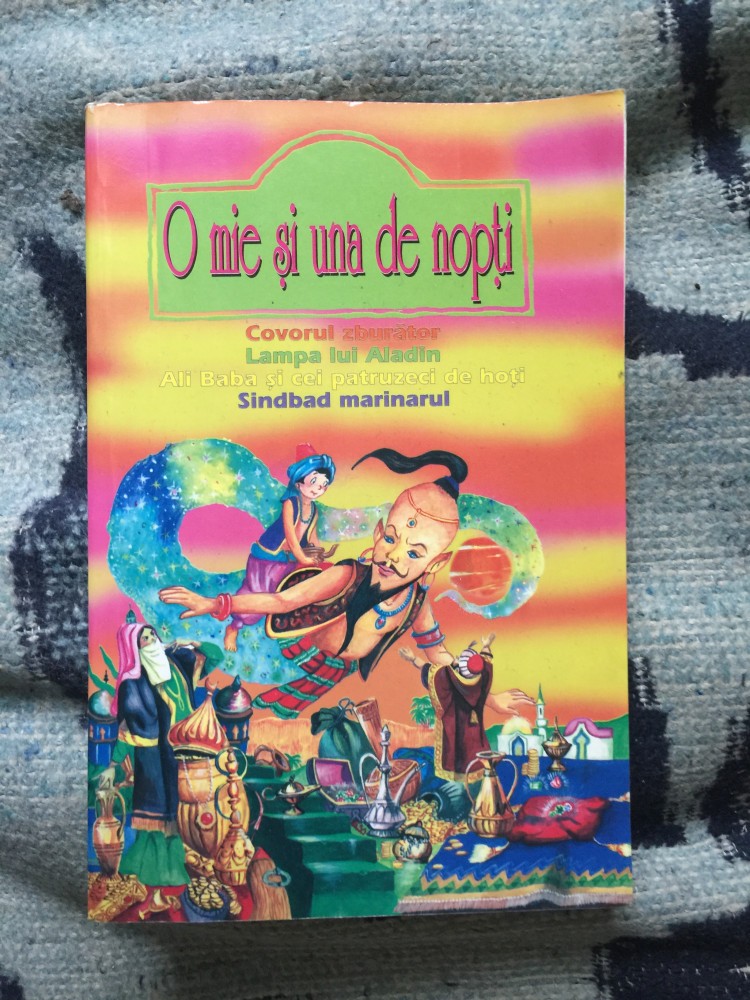 O mie și una de nopți
Covorul zburător
Lampa lui Aladin
Ali Baba și cei patruzeci de hoți
Sindbad marinarul